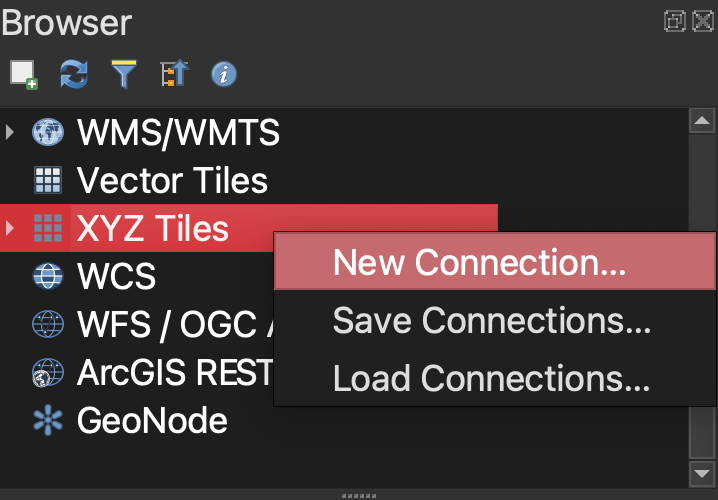 Browser
WMS/WMTS
Vector Tiles
XYZ Tiles
New Connection...
WCS
Save Connections...
WFS / OGC
ArcGIS REST
Load Connections...
GeoNode